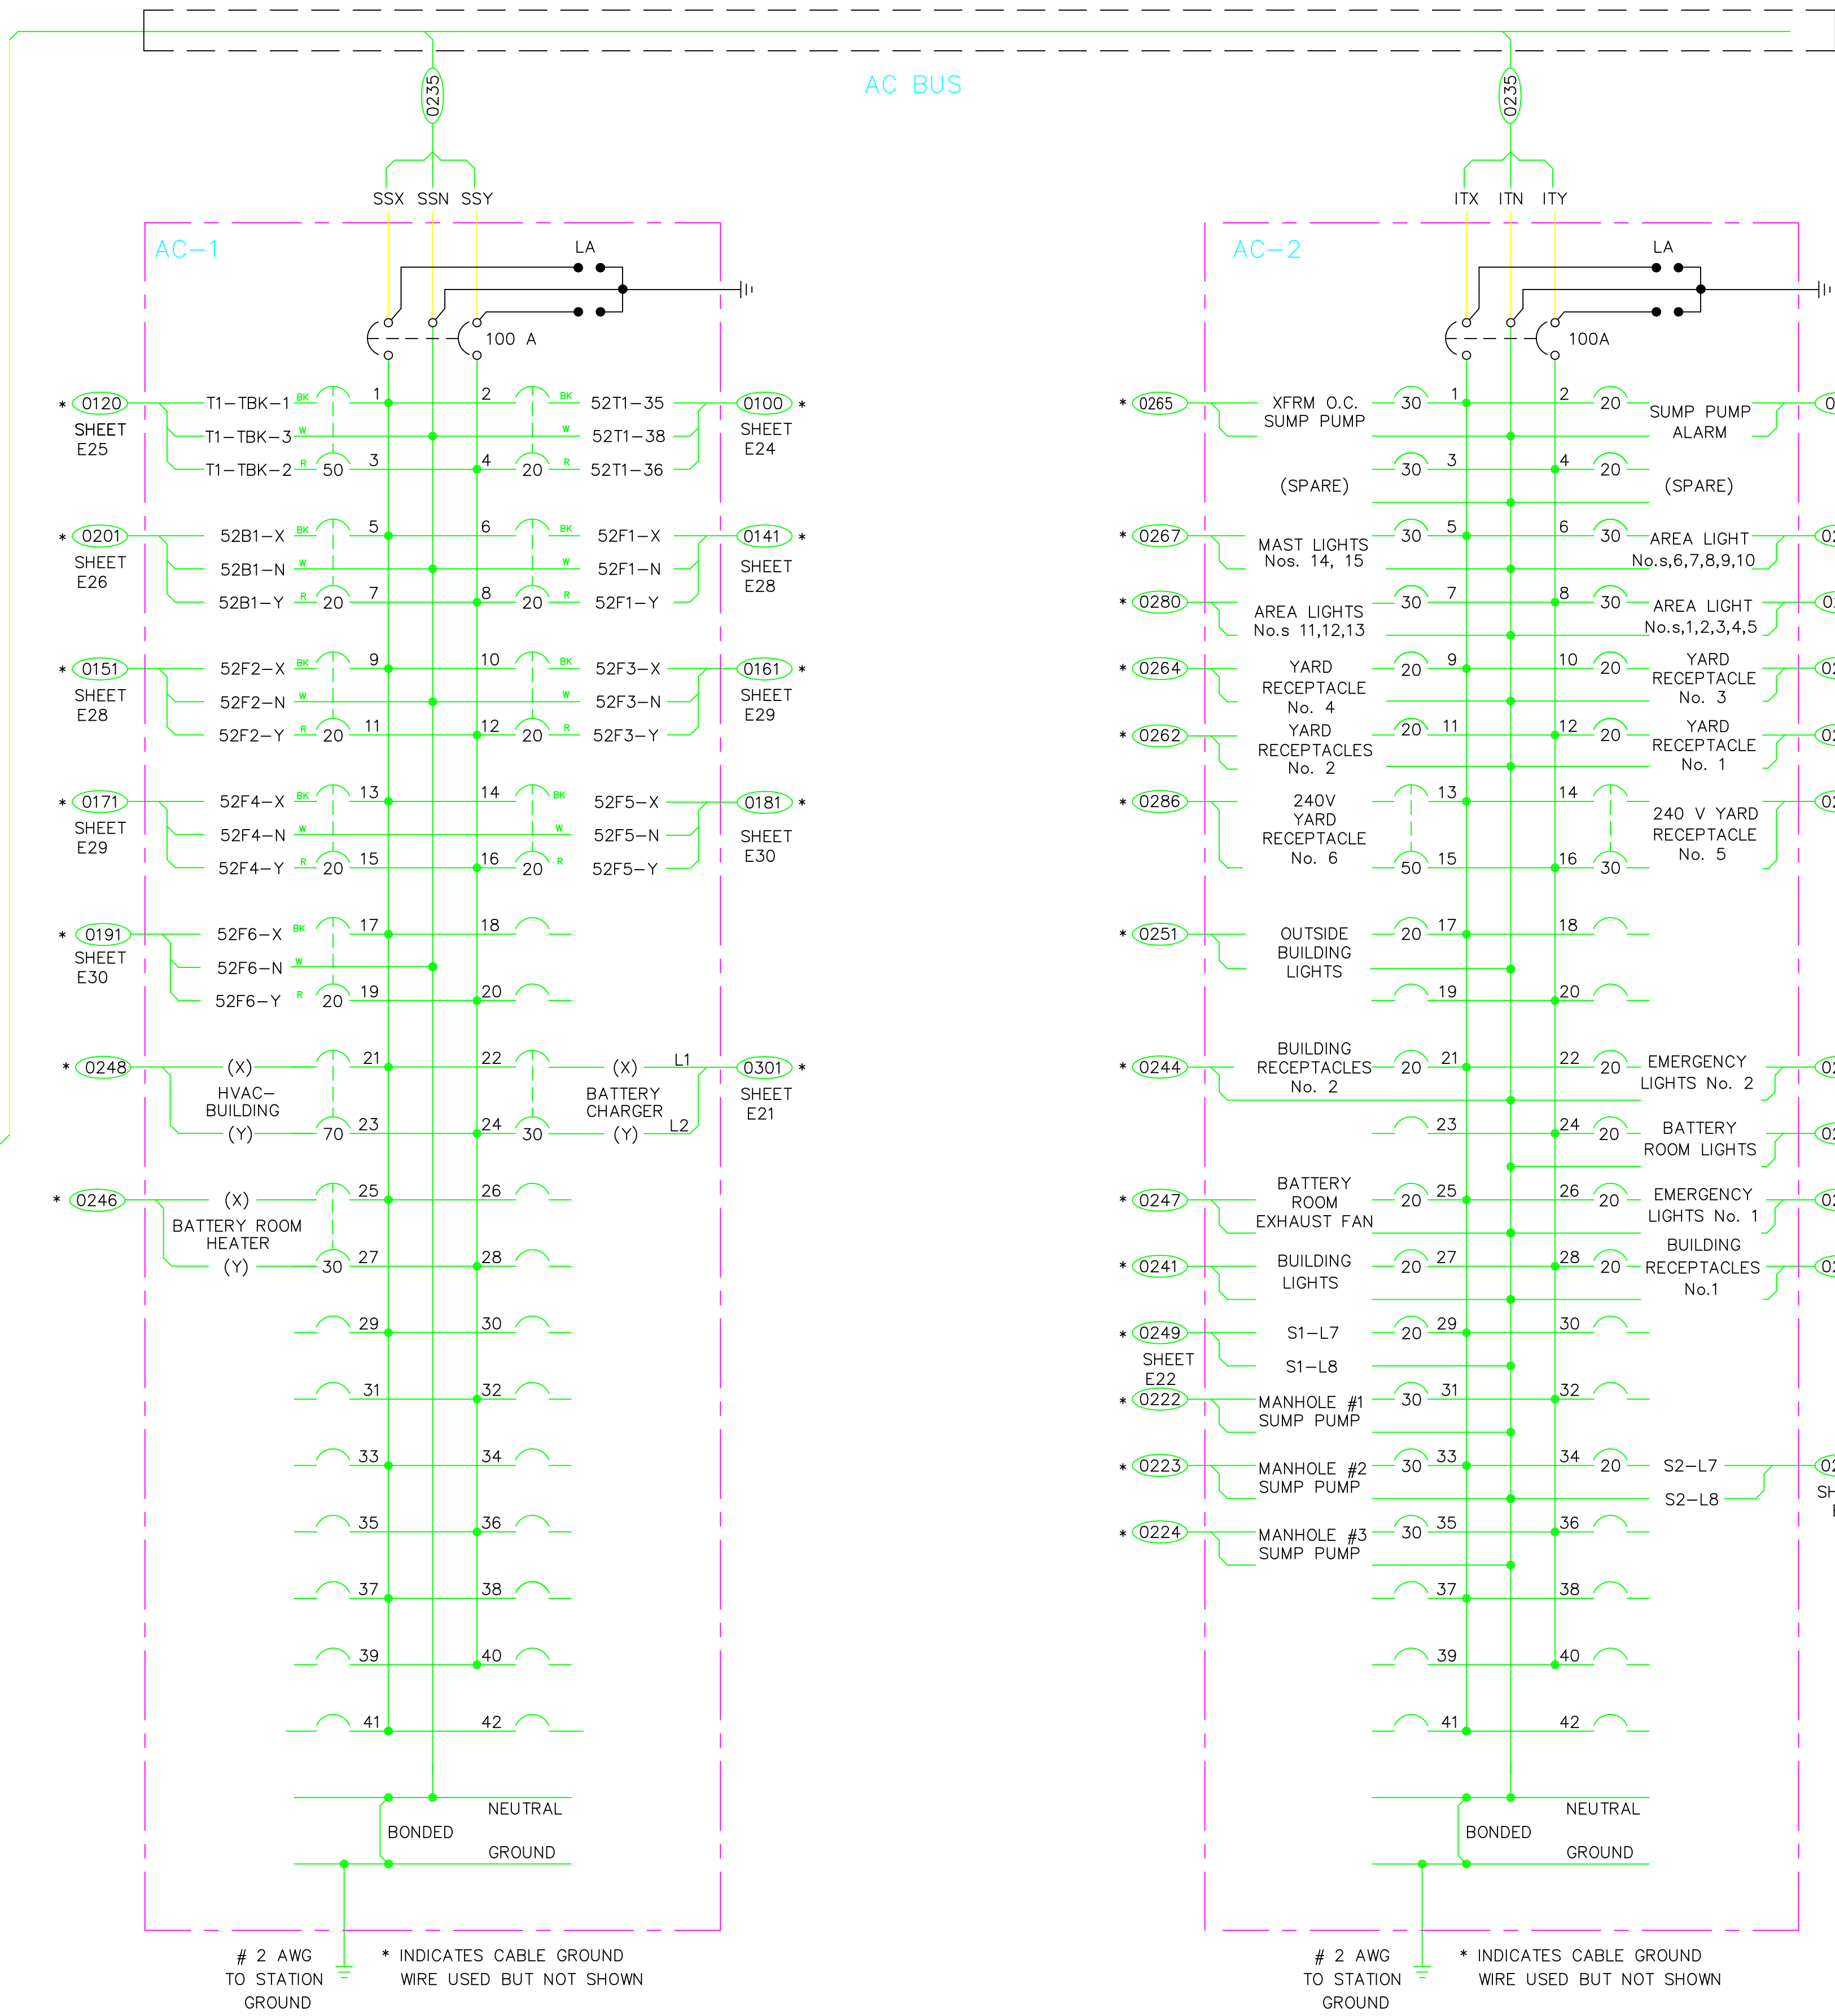 AC BUS
0235
SSX SSN SSY
AC-1
LA
100 A
* 0120 T1-TBK-1 BK 1 2 BK 52T1-35 0100 *
SHEET E25 T1-TBK-3 W W 52T1-38 SHEET E24
T1-TBK-2 R 50 3 4 20 R 52T1-36
* 0201 52B1-X BK 5 6 BK 52F1-X 0141 *
SHEET E26 52B1-N W W 52F1-N SHEET E28
52B1-Y R 20 7 8 20 R 52F1-Y
* 0151 52F2-X BK 9 10 BK 52F3-X 0161 *
SHEET E28 52F2-N W W 52F3-N SHEET E29
52F2-Y R 20 11 12 20 R 52F3-Y
* 0171 52F4-X BK 13 14 BK 52F5-X 0181 *
SHEET E29 52F4-N W W 52F5-N SHEET E30
52F4-Y R 20 15 16 20 R 52F5-Y
* 0191 52F6-X BK 17 18
SHEET E30 52F6-N W
52F6-Y R 20 19 20
* 0248 (X) 21 22 (X) L1 0301 *
HVAC- BATTERY SHEET
BUILDING CHARGER E21
(Y) 70 23 24 30 (Y) L2
* 0246 (X) 25 26
BATTERY ROOM
HEATER
(Y) 30 27 28
29 30
31 32
33 34
35 36
37 38
39 40
41 42
NEUTRAL
BONDED
GROUND
# 2 AWG
TO STATION
GROUND
* INDICATES CABLE GROUND
WIRE USED BUT NOT SHOWN
0235
ITX ITN ITY
AC-2
LA
100A
* 0265 XFRM O.C. 30 1 2 20 SUMP PUMP
SUMP PUMP ALARM
30 3 4 20
(SPARE) (SPARE)
* 0267 MAST LIGHTS 30 5 6 30 AREA LIGHT
Nos. 14, 15 No.s,6,7,8,9,10
* 0280 AREA LIGHTS 30 7 8 30 AREA LIGHT
No.s 11,12,13 No.s,1,2,3,4,5
* 0264 YARD 20 9 10 20 YARD
RECEPTACLE RECEPTACLE
No. 4 No. 3
* 0262 YARD 20 11 12 20 YARD
RECEPTACLES RECEPTACLE
No. 2 No. 1
* 0286 240V 13 14
YARD 240 V YARD
RECEPTACLE RECEPTACLE
No. 6 50 15 16 30 No. 5
* 0251 OUTSIDE 20 17 18
BUILDING
LIGHTS
19 20
* 0244 BUILDING 20 21 22 20 EMERGENCY
RECEPTACLES LIGHTS No. 2
No. 2
23 24 20 BATTERY
ROOM LIGHTS
* 0247 BATTERY 20 25 26 20 EMERGENCY
ROOM LIGHTS No. 1
EXHAUST FAN
* 0241 BUILDING 20 27 28 20 BUILDING
LIGHTS RECEPTACLES
No.1
* 0249 S1-L7 20 29 30
SHEET E22 S1-L8
* 0222 MANHOLE #1 30 31 32
SUMP PUMP
* 0223 MANHOLE #2 30 33 34 20 S2-L7
SUMP PUMP S2-L8
* 0224 MANHOLE #3 30 35 36
SUMP PUMP
37 38
39 40
41 42
NEUTRAL
BONDED
GROUND
# 2 AWG
TO STATION
GROUND
* INDICATES CABLE GROUND
WIRE USED BUT NOT SHOWN